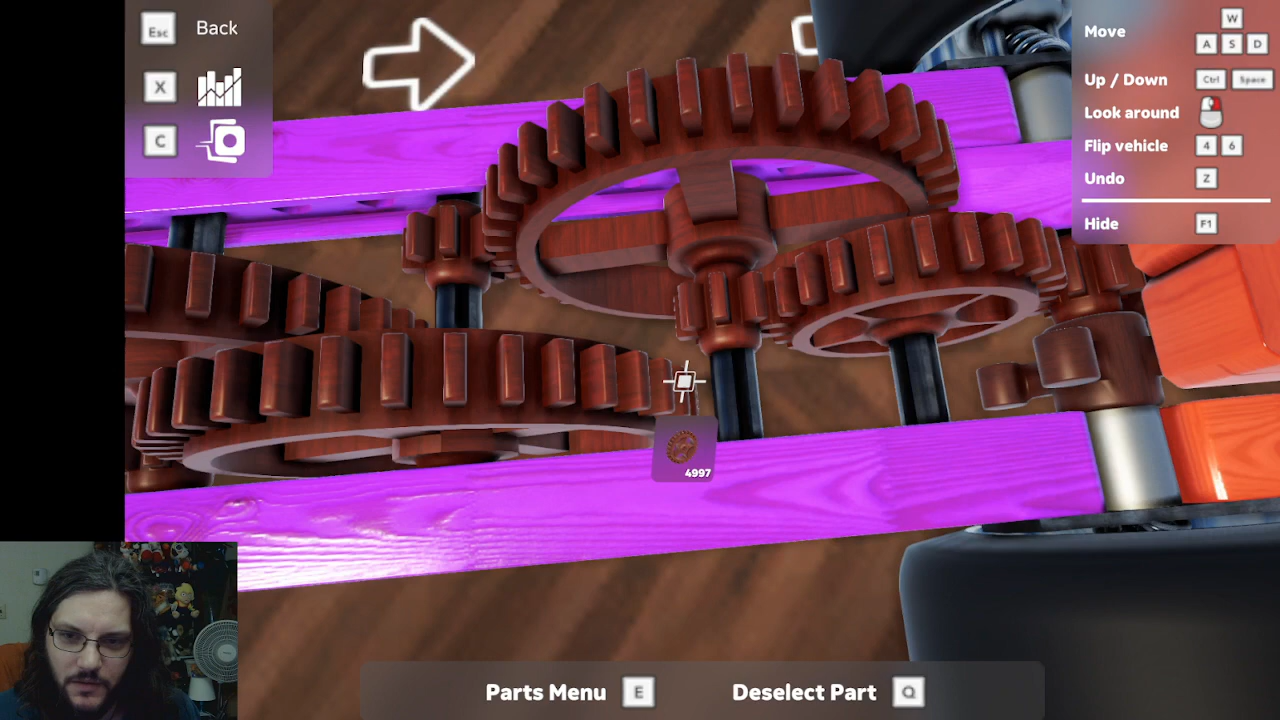 Esc Back
X
C
Move W
A S D
Up / Down Ctrl Space
Look around
Flip vehicle 4 6
Undo Z
Hide F1
4997
Parts Menu E Deselect Part Q